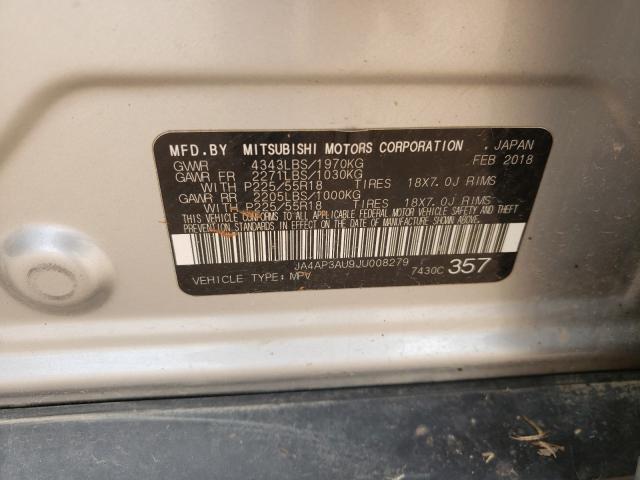 MFD.BY MITSUBISHI MOTORS CORPORATION, JAPAN
GVWR 4343LBS/1970KG FEB 2018
GAWR FR 2271LBS/1030KG
WITH P225/55R18 TIRES 18X7.0J RIMS
GAWR RR 2205LBS/1000KG
WITH P225/55R18 TIRES 18X7.0J RIMS
THIS VEHICLE CONFORMS TO ALL APPLICABLE FEDERAL MOTOR VEHICLE SAFETY AND THEFT
PREVENTION STANDARDS IN EFFECT ON THE DATE OF MANUFACTURE SHOWN ABOVE.
JA4AP3AU9JU008279
VEHICLE TYPE: MPV 7430C 357